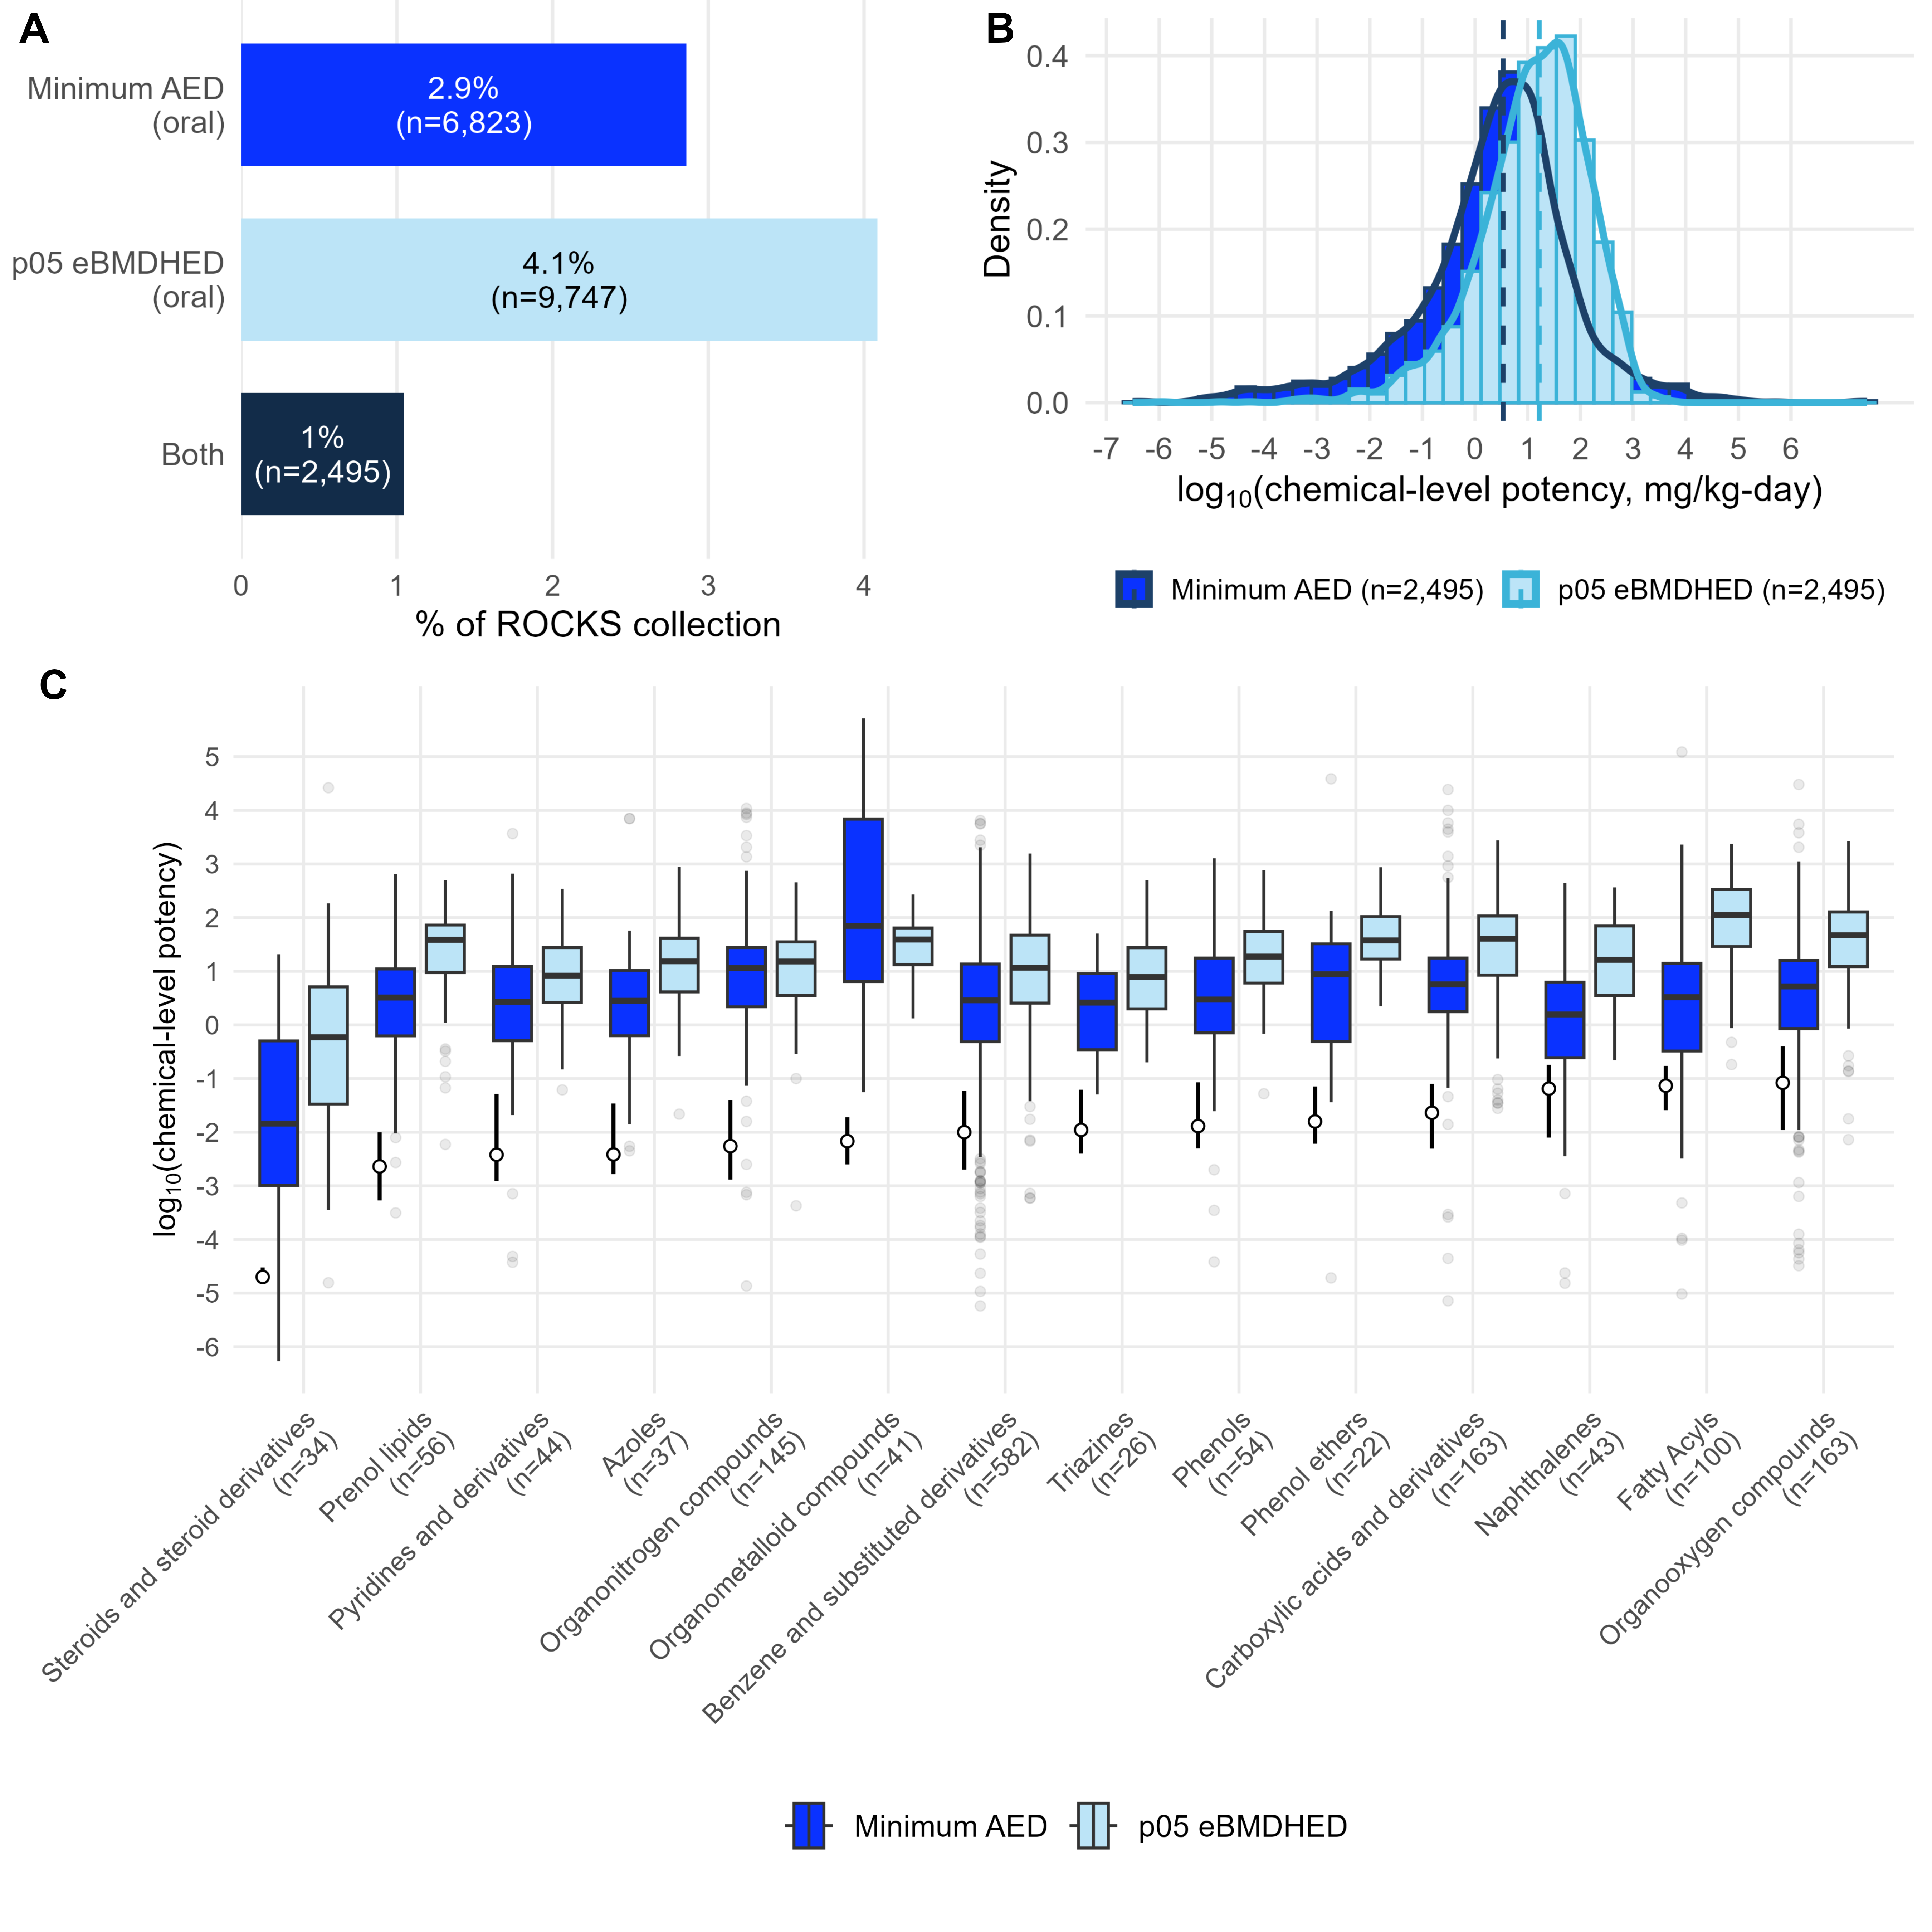 A
Minimum AED
(oral)
2.9%
(n=6,823)
p05 eBMDHED
(oral)
4.1%
(n=9,747)
Both
1%
(n=2,495)
0 1 2 3 4
% of ROCKS collection
B
Density
0.4
0.3
0.2
0.1
0.0
-7 -6 -5 -4 -3 -2 -1 0 1 2 3 4 5 6
log10(chemical-level potency, mg/kg-day)
Minimum AED (n=2,495) p05 eBMDHED (n=2,495)
C
log10(chemical-level potency)
5
4
3
2
1
0
-1
-2
-3
-4
-5
-6
Steroids and steroid derivatives
(n=34)
Prenol lipids
(n=56)
Pyridines and derivatives
(n=44)
Azoles
(n=37)
Organonitrogen compounds
(n=145)
Organometalloid compounds
(n=41)
Benzene and substituted derivatives
(n=582)
Triazines
(n=26)
Phenols
(n=54)
Phenol ethers
(n=22)
Carboxylic acids and derivatives
(n=163)
Naphthalenes
(n=43)
Fatty Acyls
(n=100)
Organooxygen compounds
(n=163)
Minimum AED p05 eBMDHED